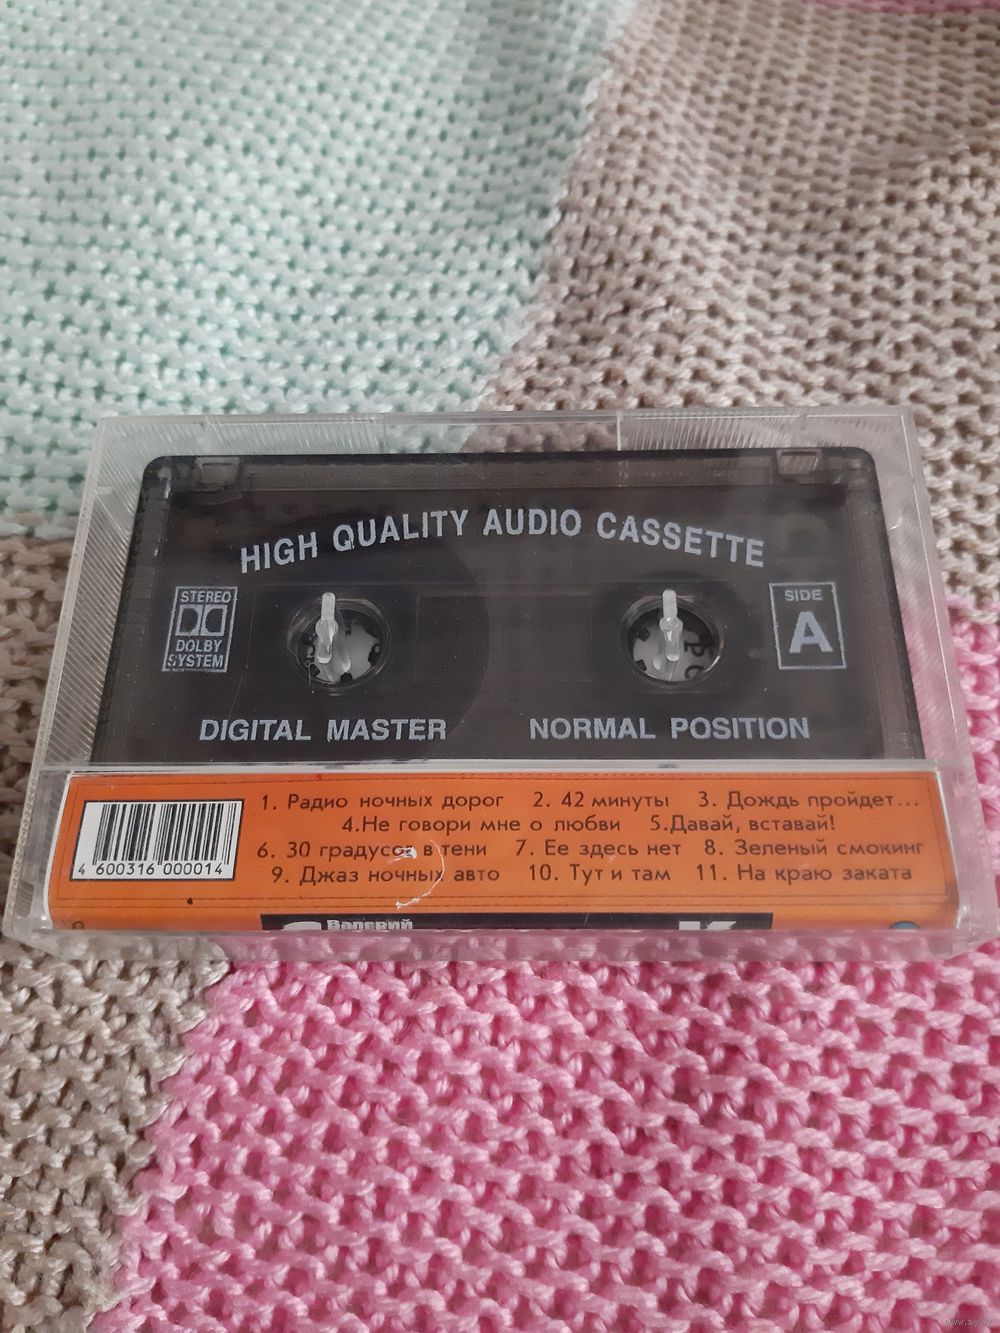 HIGH QUALITY AUDIO CASSETTE
STEREO
DOLBY
SYSTEM
SIDE
A
DIGITAL MASTER NORMAL POSITION
1. Радио ночных дорог 2. 42 минуты 3. Дождь пройдет...
4.Не говори мне о любви 5.Давай, вставай!
6. 30 градусов в тени 7. Ее здесь нет 8. Зеленый смокинг
9. Джаз ночных авто 10. Тут и там 11. На краю заката
4 600316 000014
Валерий